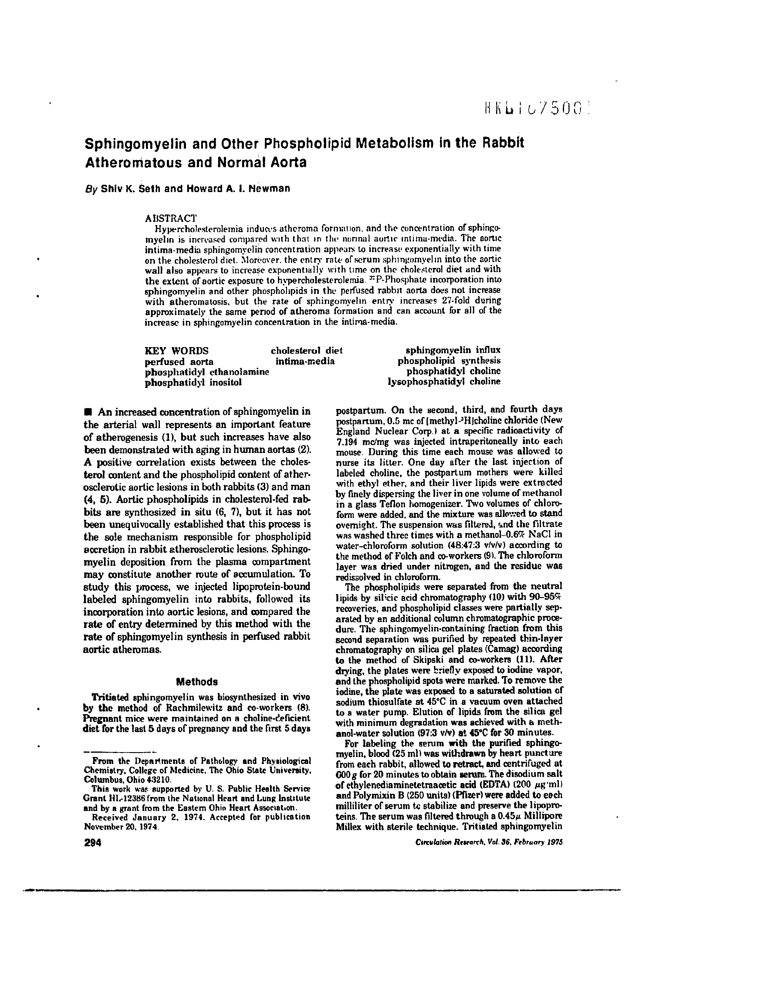 Sphingomyelin and Other Phospholipid Metabolism in the Rabbit
Atheromatous and Normal Aorta
By Shiv K. Seth and Howard A. I. Newman
ABSTRACT
Hypercholesterolemia induces atheroma formation, and the concentration of sphingo-
myelin is increased compared with that in the normal aortic intima-media. The aortic
intima-media sphingomyelin concentration appears to increase exponentially with time
on the cholesterol diet. Moreover, the entry rate of serum sphingomyelin into the aortic
wall also appears to increase exponentially with time on the cholesterol diet and with
the extent of aortic exposure to hypercholesterolemia. ³²P-Phosphate incorporation into
sphingomyelin and other phospholipids in the perfused rabbit aorta does not increase
with atheromatosis, but the rate of sphingomyelin entry increases 27-fold during
approximately the same period of atheroma formation and can account for all of the
increase in sphingomyelin concentration in the intima-media.
KEY WORDS cholesterol diet sphingomyelin influx
perfused aorta intima-media phospholipid synthesis
phosphatidyl ethanolamine phosphatidyl choline
phosphatidyl inositol lysophosphatidyl choline
■ An increased concentration of sphingomyelin in
the arterial wall represents an important feature
of atherogenesis (1), but such increases have also
been demonstrated with aging in human aortas (2).
A positive correlation exists between the choles-
terol content and the phospholipid content of ather-
osclerotic aortic lesions in both rabbits (3) and man
(4, 5). Aortic phospholipids in cholesterol-fed rab-
bits are synthesized in situ (6, 7), but it has not
been unequivocally established that this process is
the sole mechanism responsible for phospholipid
accretion in rabbit atherosclerotic lesions. Sphingo-
myelin deposition from the plasma compartment
may constitute another route of accumulation. To
study this process, we injected lipoprotein-bound
labeled sphingomyelin into rabbits, followed its
incorporation into aortic lesions, and compared the
rate of entry determined by this method with the
rate of sphingomyelin synthesis in perfused rabbit
aortic atheromas.
Methods
Tritiated sphingomyelin was biosynthesized in vivo
by the method of Rachmilewitz and co-workers (8).
Pregnant mice were maintained on a choline-deficient
diet for the last 5 days of pregnancy and the first 5 days
From the Departments of Pathology and Physiological
Chemistry, College of Medicine, The Ohio State University,
Columbus, Ohio 43210.
This work was supported by U. S. Public Health Service
Grant HL-12386 from the National Heart and Lung Institute
and by a grant from the Eastern Ohio Heart Association.
Received January 2, 1974. Accepted for publication
November 20, 1974.
294
postpartum. On the second, third, and fourth days
postpartum, 0.5 mc of [methyl-³H]choline chloride (New
England Nuclear Corp.) at a specific radioactivity of
7.194 mc/mg was injected intraperitoneally into each
mouse. During this time each mouse was allowed to
nurse its litter. One day after the last injection of
labeled choline, the postpartum mothers were killed
with ethyl ether, and their liver lipids were extracted
by finely dispersing the liver in one volume of methanol
in a glass Teflon homogenizer. Two volumes of chloro-
form were added, and the mixture was allowed to stand
overnight. The suspension was filtered, and the filtrate
was washed three times with a methanol-0.6% NaCl in
water-chloroform solution (48:47:3 v/v/v) according to
the method of Folch and co-workers (9). The chloroform
layer was dried under nitrogen, and the residue was
redissolved in chloroform.
The phospholipids were separated from the neutral
lipids by silicic acid chromatography (10) with 90-95%
recoveries, and phospholipid classes were partially sep-
arated by an additional column chromatographic proce-
dure. The sphingomyelin-containing fraction from this
second separation was purified by repeated thin-layer
chromatography on silica gel plates (Camag) according
to the method of Skipski and co-workers (11). After
drying, the plates were briefly exposed to iodine vapor,
and the phospholipid spots were marked. To remove the
iodine, the plate was exposed to a saturated solution of
sodium thiosulfate at 45°C in a vacuum oven attached
to a water pump. Elution of lipids from the silica gel
with minimum degradation was achieved with a meth-
anol-water solution (97:3 v/v) at 45°C for 30 minutes.
For labeling the serum with the purified sphingo-
myelin, blood (25 ml) was withdrawn by heart puncture
from each rabbit, allowed to retract, and centrifuged at
600 g for 20 minutes to obtain serum. The disodium salt
of ethylenediaminetetraacetic acid (EDTA) (200 µg/ml)
and Polymixin B (250 units) (Pfizer) were added to each
milliliter of serum to stabilize and preserve the lipopro-
teins. The serum was filtered through a 0.45µ Millipore
Millex with sterile technique. Tritiated sphingomyelin
Circulation Research, Vol. 36, February 1975